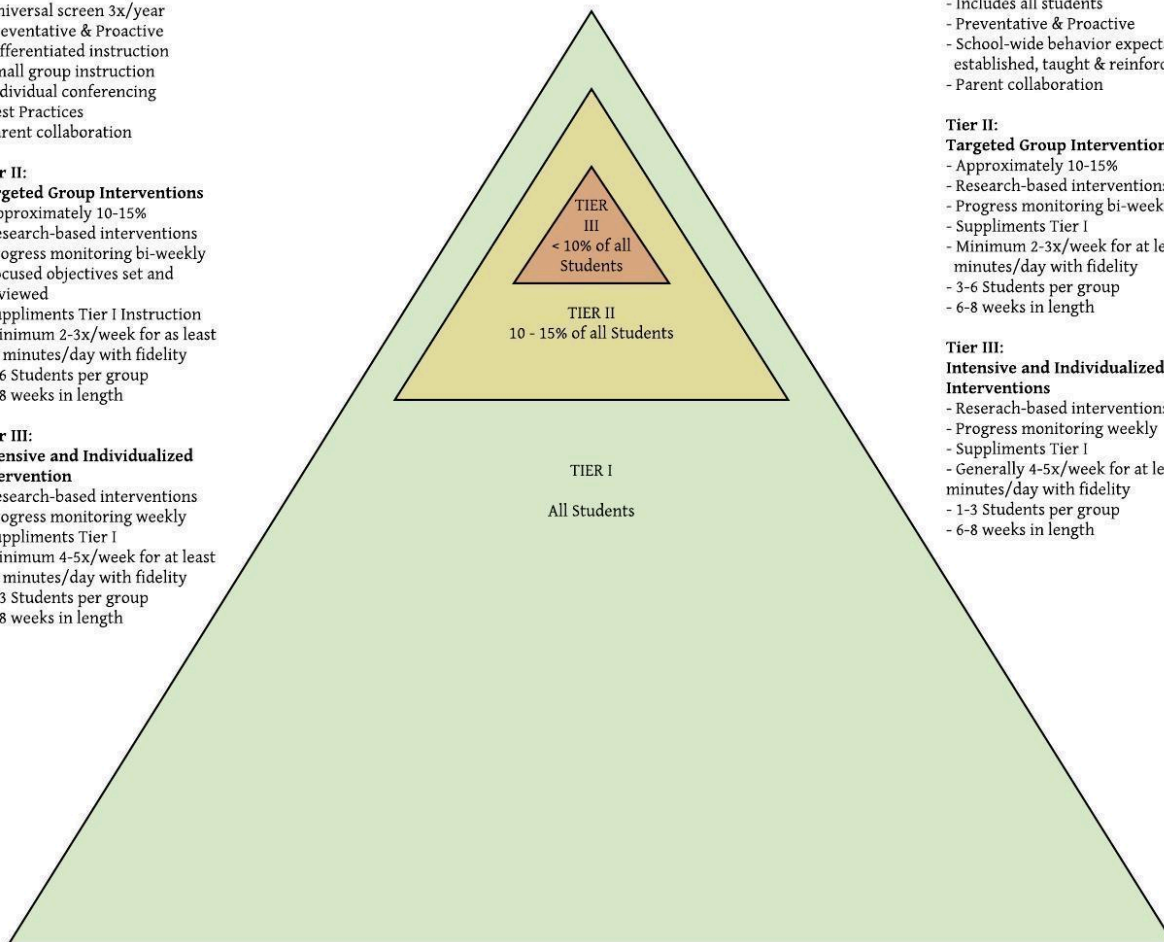 niversal screen 3x/year
eventative & Proactive
fferentiated instruction
mall group instruction
dividual conferencing
st Practices
rent collaboration
r II:
rgeted Group Interventions
pproximately 10-15%
esearch-based interventions
ogress monitoring bi-weekly
ocused objectives set and
viewed
uppliments Tier I Instruction
inimum 2-3x/week for as least
minutes/day with fidelity
6 Students per group
8 weeks in length
r III:
ensive and Individualized
ervention
esearch-based interventions
ogress monitoring weekly
uppliments Tier I
inimum 4-5x/week for at least
minutes/day with fidelity
3 Students per group
8 weeks in length
TIER
III
< 10% of all
Students
TIER II
10 - 15% of all Students
TIER I
All Students
- Includes all students
- Preventative & Proactive
- School-wide behavior expect
established, taught & reinforc
- Parent collaboration
Tier II:
Targeted Group Intervention
- Approximately 10-15%
- Research-based intervention
- Progress monitoring bi-week
- Suppliments Tier I
- Minimum 2-3x/week for at le
minutes/day with fidelity
- 3-6 Students per group
- 6-8 weeks in length
Tier III:
Intensive and Individualized
Interventions
- Reserach-based intervention
- Progress monitoring weekly
- Suppliments Tier I
- Generally 4-5x/week for at le
minutes/day with fidelity
- 1-3 Students per group
- 6-8 weeks in length